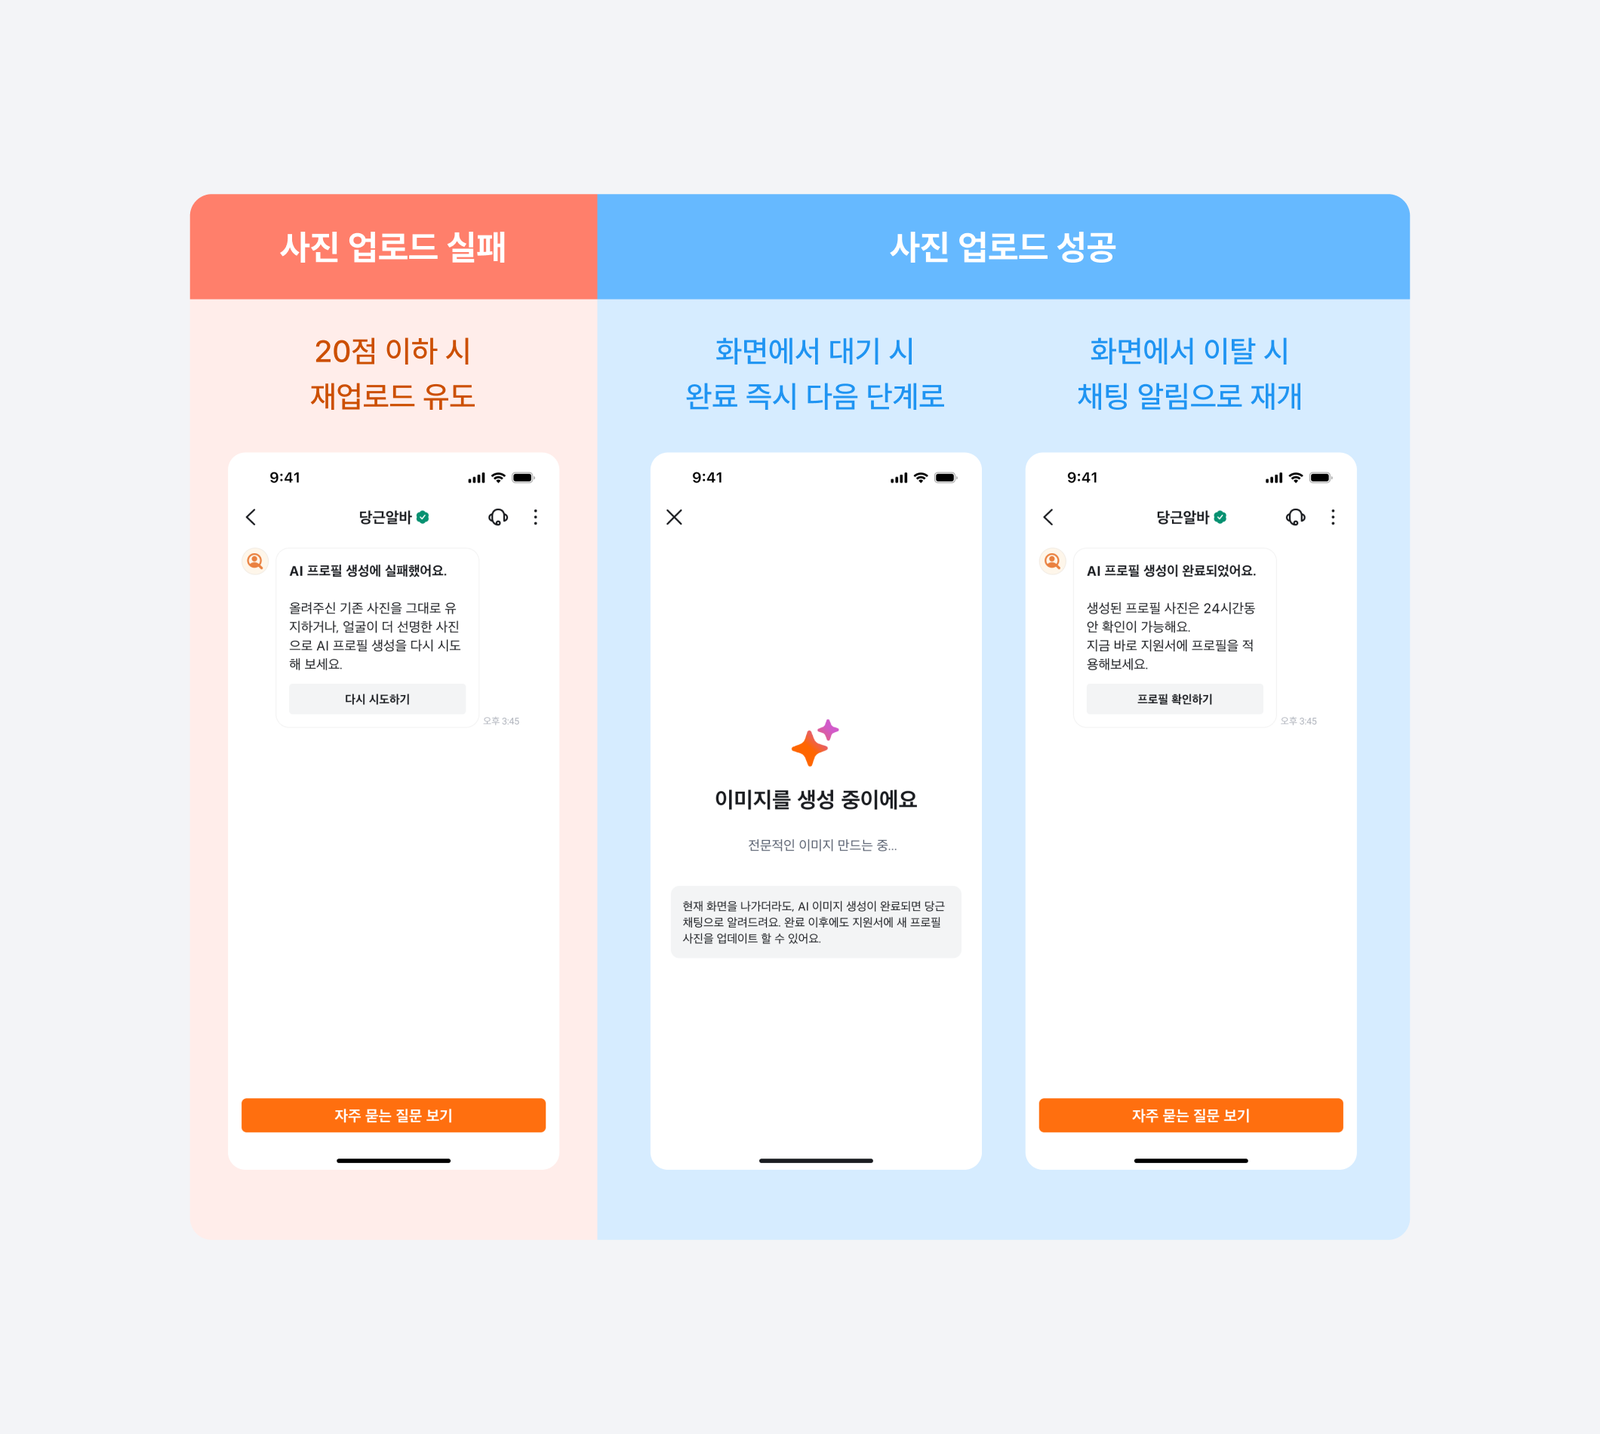 사진 업로드 실패
사진 업로드 성공
20점 이하 시
재업로드 유도
화면에서 대기 시
완료 즉시 다음 단계로
화면에서 이탈 시
채팅 알림으로 재개
9:41
당근알바
AI 프로필 생성에 실패했어요.
올려주신 기존 사진을 그대로 유
지하거나, 얼굴이 더 선명한 사진
으로 AI 프로필 생성을 다시 시도
해 보세요.
다시 시도하기
오후 3:45
자주 묻는 질문 보기
9:41
이미지를 생성 중이에요
전문적인 이미지 만드는 중...
현재 화면을 나가더라도, AI 이미지 생성이 완료되면 당근
채팅으로 알려드려요. 완료 이후에도 지원서에 새 프로필
사진을 업데이트 할 수 있어요.
9:41
당근알바
AI 프로필 생성이 완료되었어요.
생성된 프로필 사진은 24시간동
안 확인이 가능해요.
지금 바로 지원서에 프로필을 적
용해보세요.
프로필 확인하기
오후 3:45
자주 묻는 질문 보기